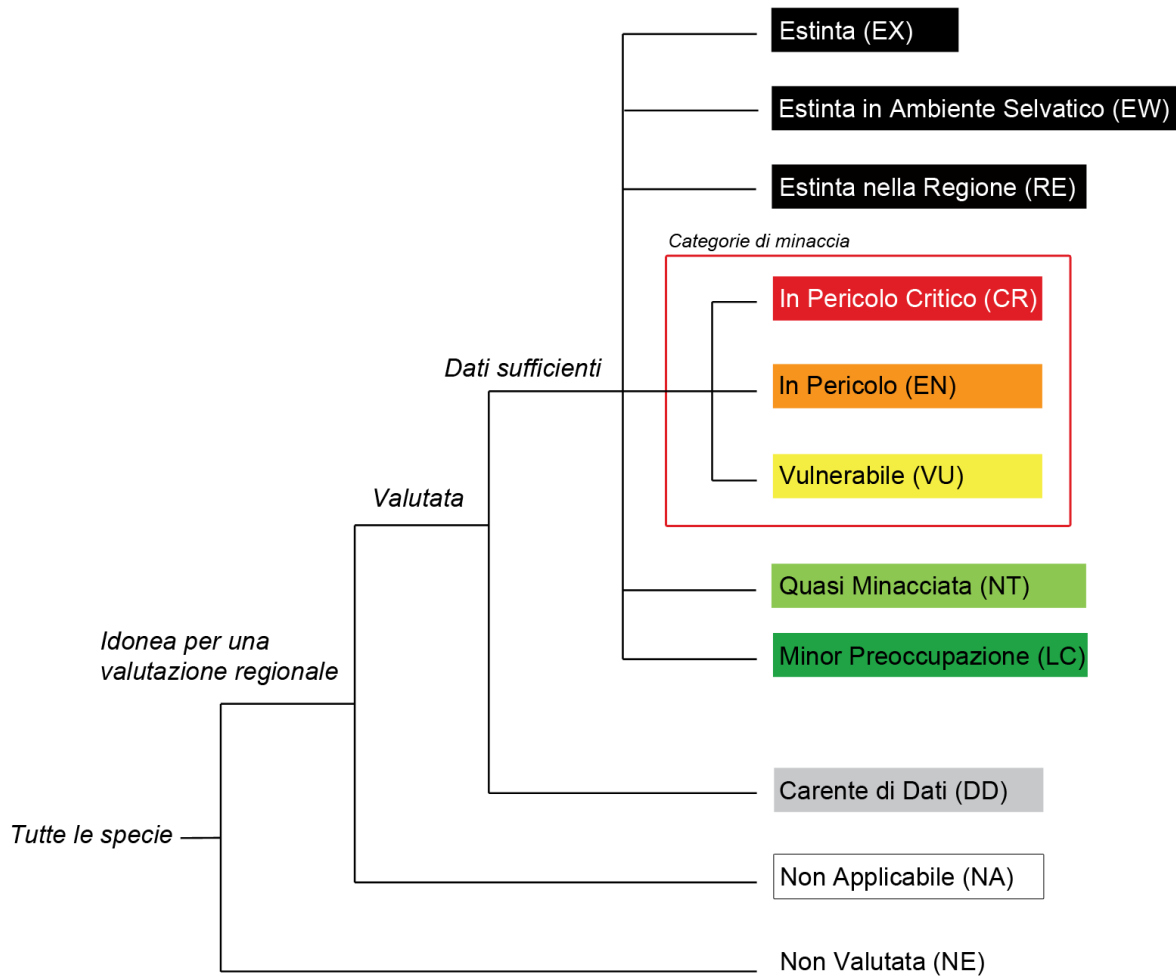 Estinta (EX)
Estinta in Ambiente Selvatico (EW)
Estinta nella Regione (RE)
Categorie di minaccia
In Pericolo Critico (CR)
Dati sufficienti
In Pericolo (EN)
Vulnerabile (VU)
Valutata
Quasi Minacciata (NT)
Idonea per una
valutazione regionale
Minor Preoccupazione (LC)
Carente di Dati (DD)
Tutte le specie
Non Applicabile (NA)
Non Valutata (NE)